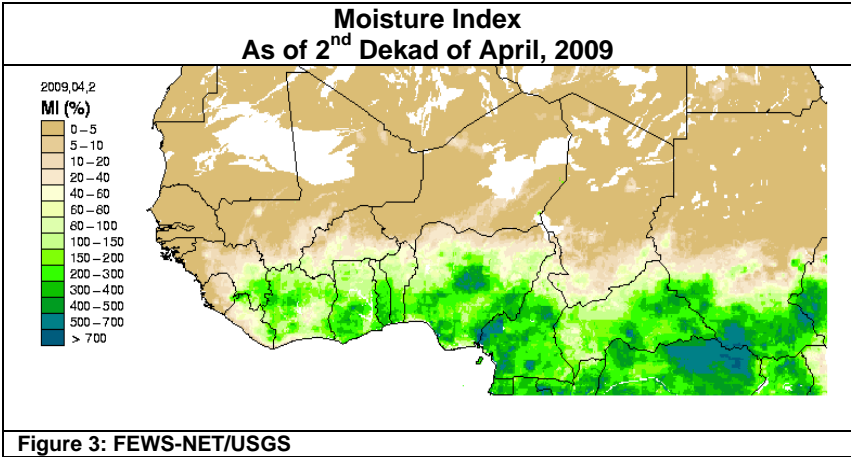 Moisture Index
As of 2nd Dekad of April, 2009
2009,04,2
MI (%)
0 – 5
5 – 10
10 – 20
20 – 40
40 – 60
60 – 80
80 – 100
100 – 150
150 – 200
200 – 300
300 – 400
400 – 500
500 – 700
> 700
Figure 3: FEWS-NET/USGS